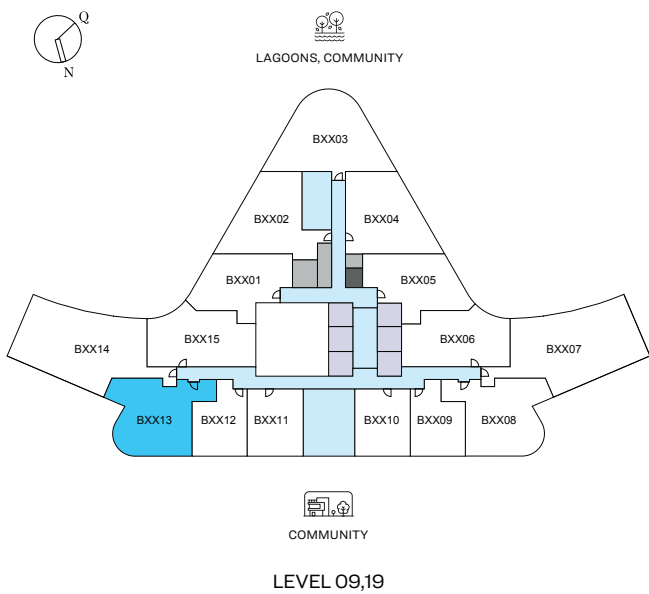 Q
N
LAGOONS, COMMUNITY
BXX03
BXX02
BXX04
BXX01
BXX05
BXX14
BXX15
BXX06
BXX07
BXX13
BXX12
BXX11
BXX10
BXX09
BXX08
COMMUNITY
LEVEL 09,19